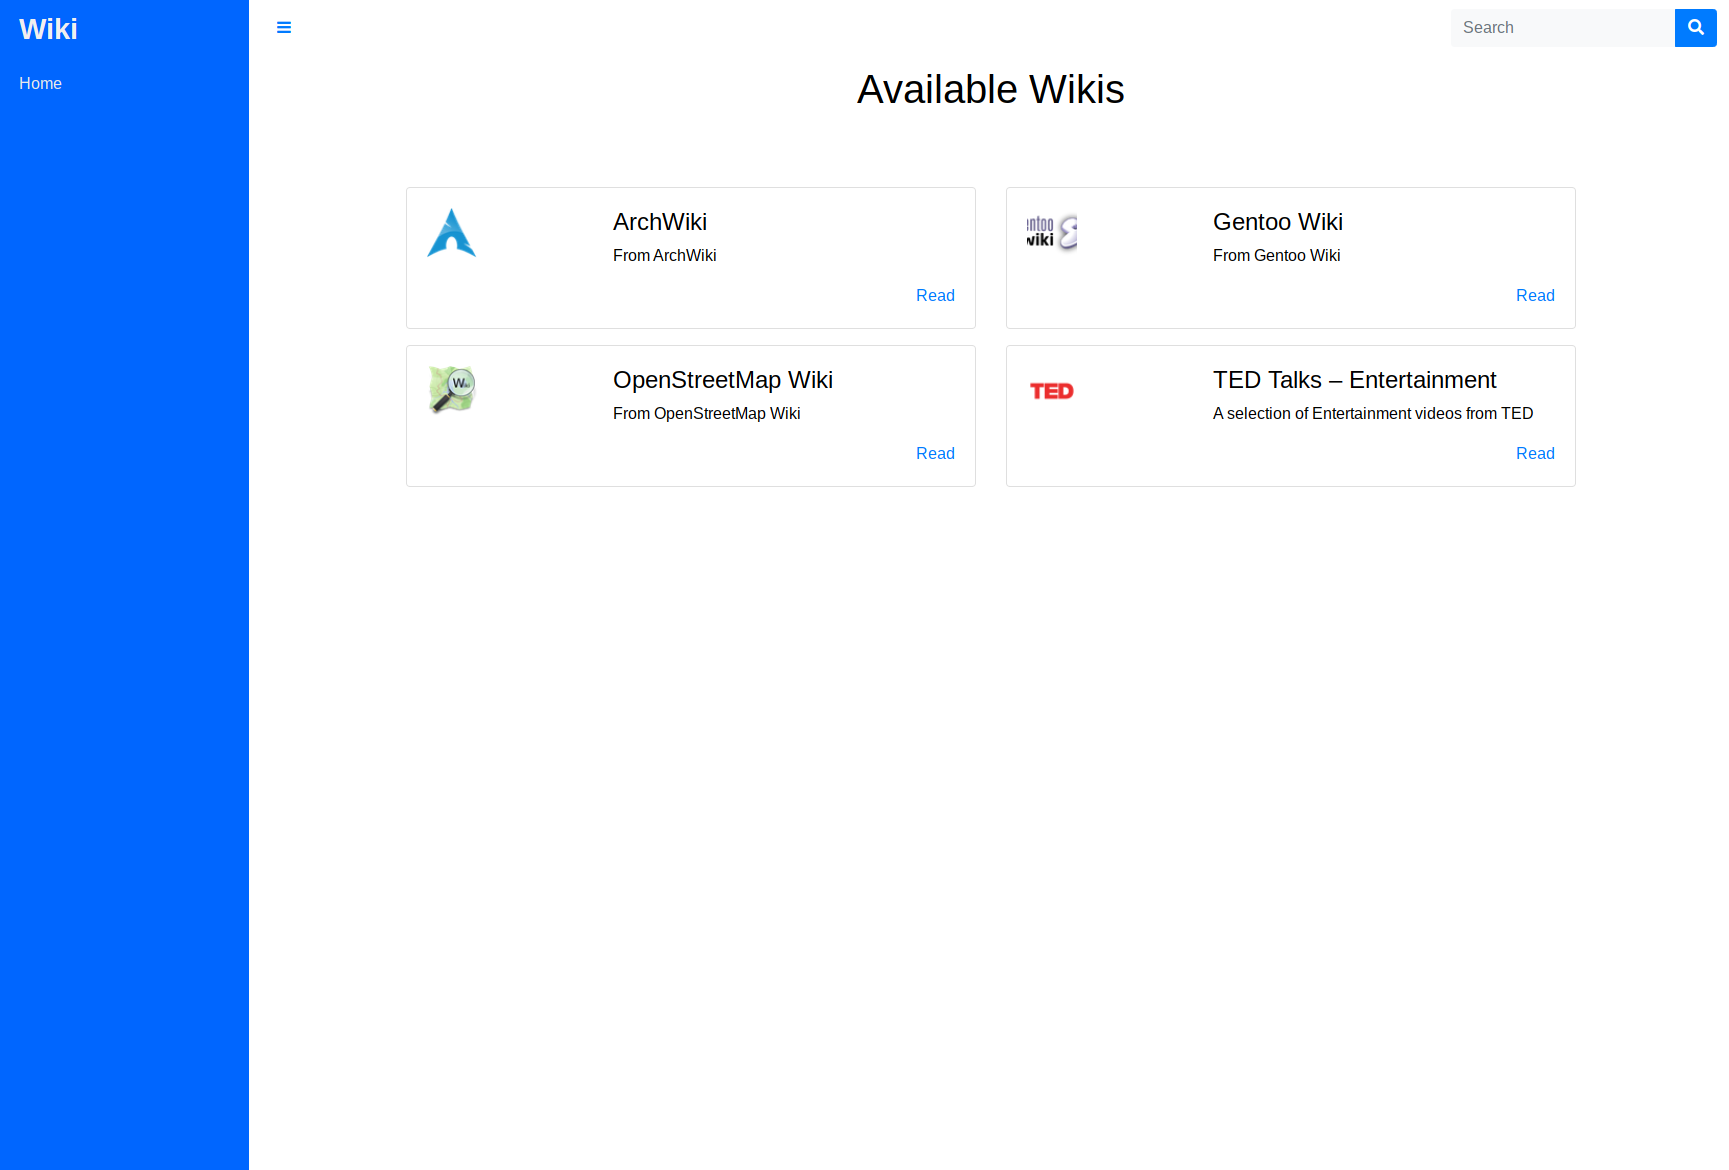 Wiki
Search
Home
Available Wikis
ArchWiki
From ArchWiki
Read
entoo
wiki
Gentoo Wiki
From Gentoo Wiki
Read
Wiki
OpenStreetMap Wiki
From OpenStreetMap Wiki
Read
TED
TED Talks – Entertainment
A selection of Entertainment videos from TED
Read